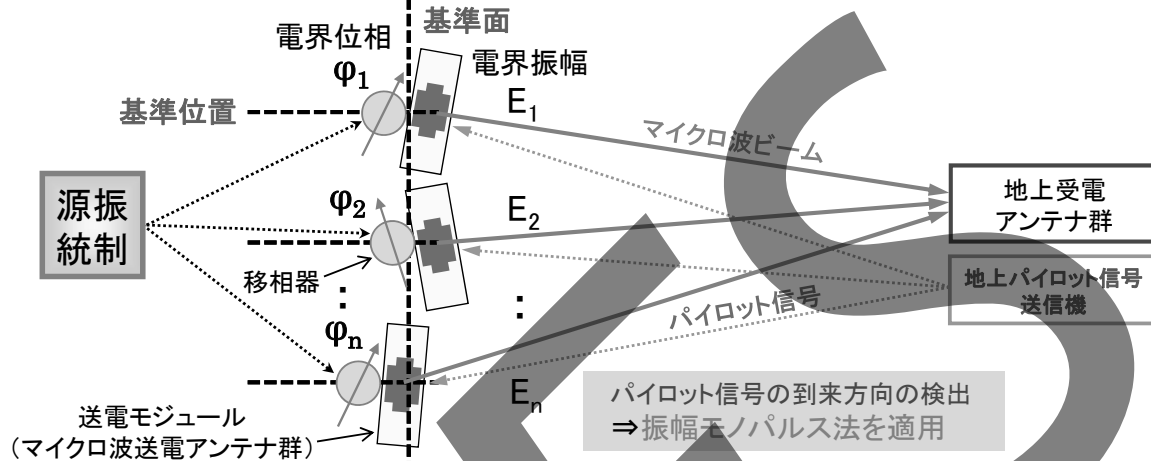 基準面
電界位相
電界振幅
φ1
E1
基準位置
マイクロ波ビーム
源振
統制
φ2
E2
地上受電
アンテナ群
移相器
:
:
地上パイロット信号
送信機
パイロット信号
φn
En
パイロット信号の到来方向の検出
⇒振幅モノパルス法を適用
送電モジュール
（マイクロ波送電アンテナ群）